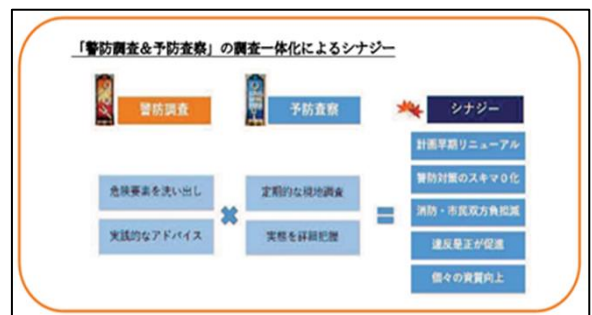 「警防調査＆予防査察」の調査一体化によるシナジー
警防調査
予防査察
シナジー
危険要素を洗い出し
実践的なアドバイス
定期的な現地調査
実態を詳細把握
計画早期リニューアル
警防対策のスキマ０化
消防・市民双方負担減
違反是正が促進
個々の資質向上